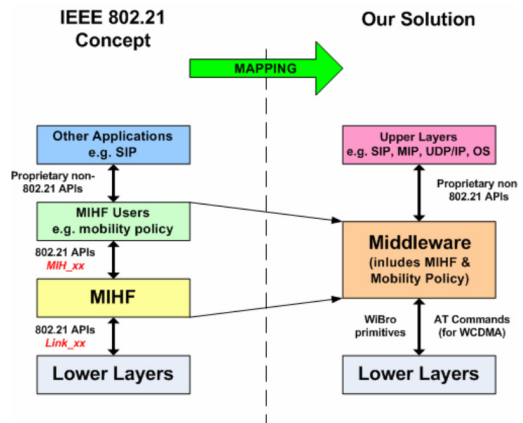 IEEE 802.21
Concept
Our Solution
MAPPING
Other Applications
e.g. SIP
Proprietary non-
802.21 APIs
MIHF Users
e.g. mobility policy
802.21 APIs
MIH_xx
MIHF
802.21 APIs
Link_xx
Lower Layers
Upper Layers
e.g. SIP, MIP, UDP/IP, OS
Proprietary non
802.21 APIs
Middleware
(inludes MIHF &
Mobility Policy)
WiBro
primitives
AT Commands
(for WCDMA)
Lower Layers